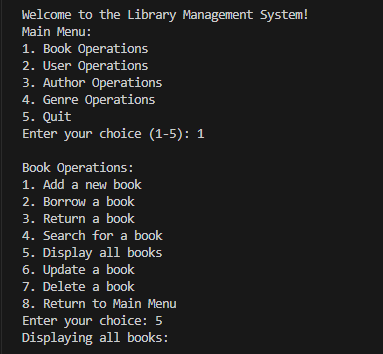 Welcome to the Library Management System!
Main Menu:
1. Book Operations
2. User Operations
3. Author Operations
4. Genre Operations
5. Quit
Enter your choice (1-5): 1

Book Operations:
1. Add a new book
2. Borrow a book
3. Return a book
4. Search for a book
5. Display all books
6. Update a book
7. Delete a book
8. Return to Main Menu
Enter your choice: 5
Displaying all books: